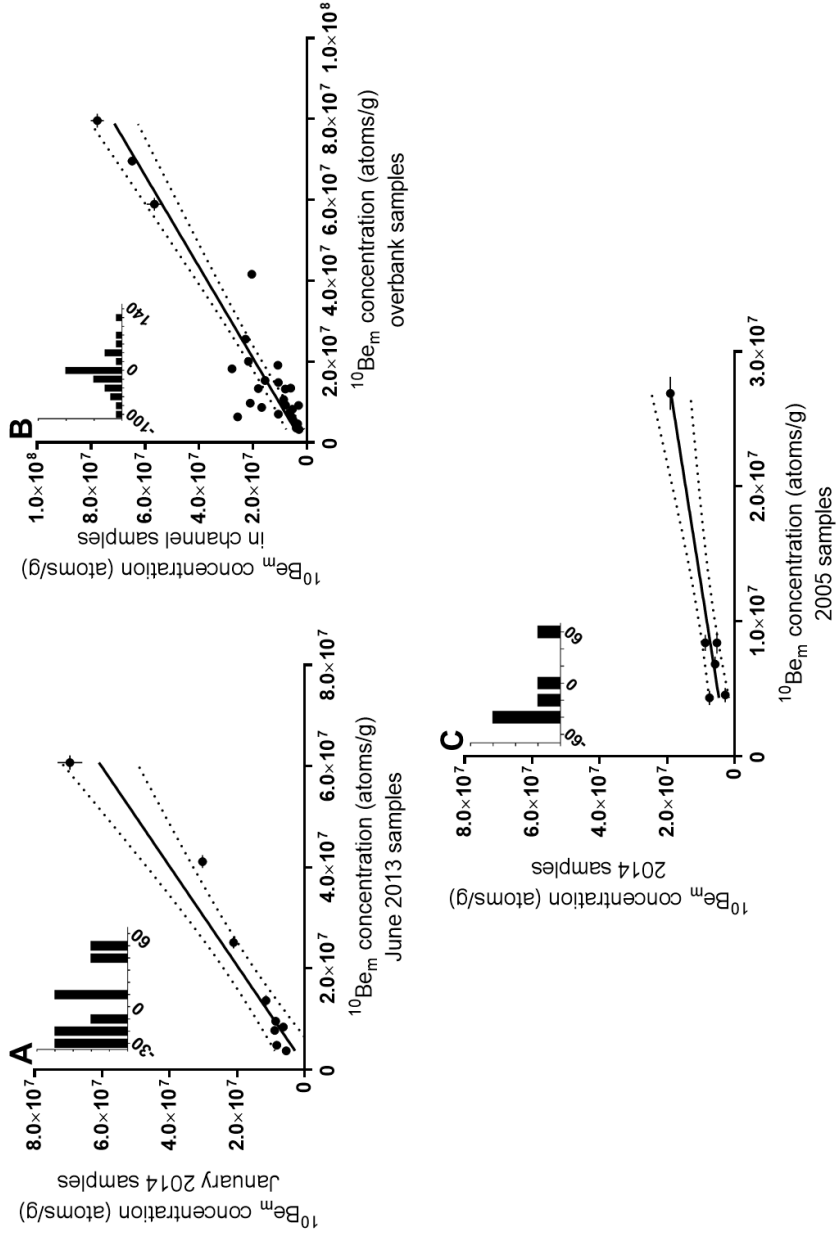 A
¹⁰Beₘ concentration (atoms/g)
January 2014 samples
8.0×10⁷
6.0×10⁷
4.0×10⁷
2.0×10⁷
0
-30
0
60
0
2.0×10⁷
4.0×10⁷
6.0×10⁷
8.0×10⁷
¹⁰Beₘ concentration (atoms/g)
June 2013 samples
B
¹⁰Beₘ concentration (atoms/g)
in channel samples
1.0×10⁸
8.0×10⁷
6.0×10⁷
4.0×10⁷
2.0×10⁷
0
-100
0
140
0
2.0×10⁷
4.0×10⁷
6.0×10⁷
8.0×10⁷
1.0×10⁸
¹⁰Beₘ concentration (atoms/g)
overbank samples
C
¹⁰Beₘ concentration (atoms/g)
2014 samples
8.0×10⁷
6.0×10⁷
4.0×10⁷
2.0×10⁷
0
-60
0
60
0
1.0×10⁷
2.0×10⁷
3.0×10⁷
¹⁰Beₘ concentration (atoms/g)
2005 samples